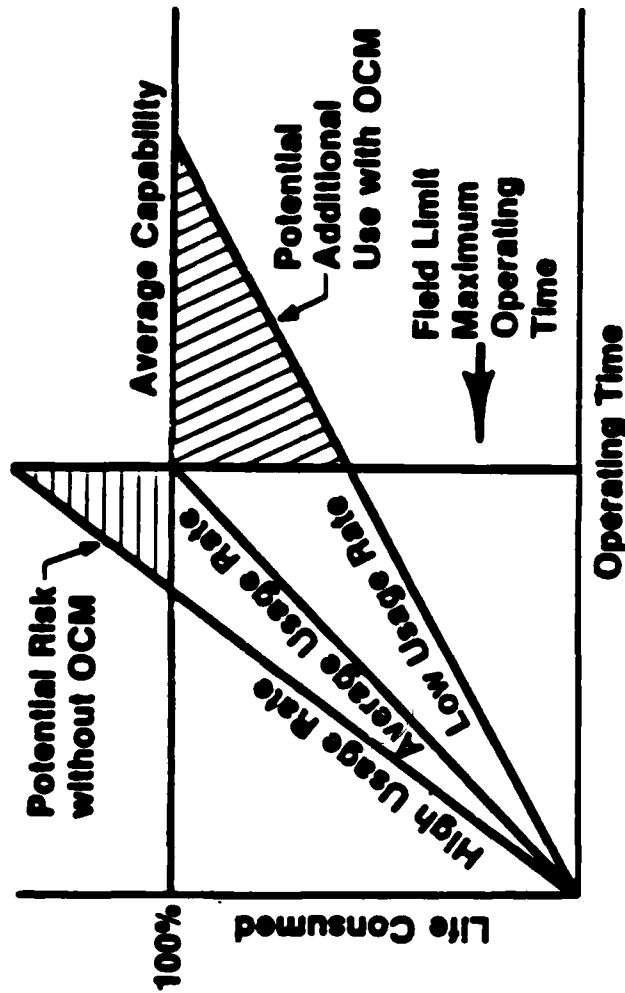 Potential Risk
without OCM
Average Capability
100%
High Usage Rate
Average Usage Rate
Low Usage Rate
Potential
Additional
Use with OCM
Field Limit
Maximum
Operating
Time
Life Consumed
Operating Time